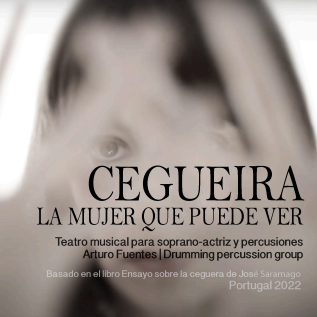 CEGUEIRA
LA MUJER QUE PUEDE VER
Teatro musical para soprano-actriz y percusiones
Arturo Fuentes | Drumming percussion group
Basado en el libro Ensayo sobre la ceguera de José Saramago
Portugal 2022